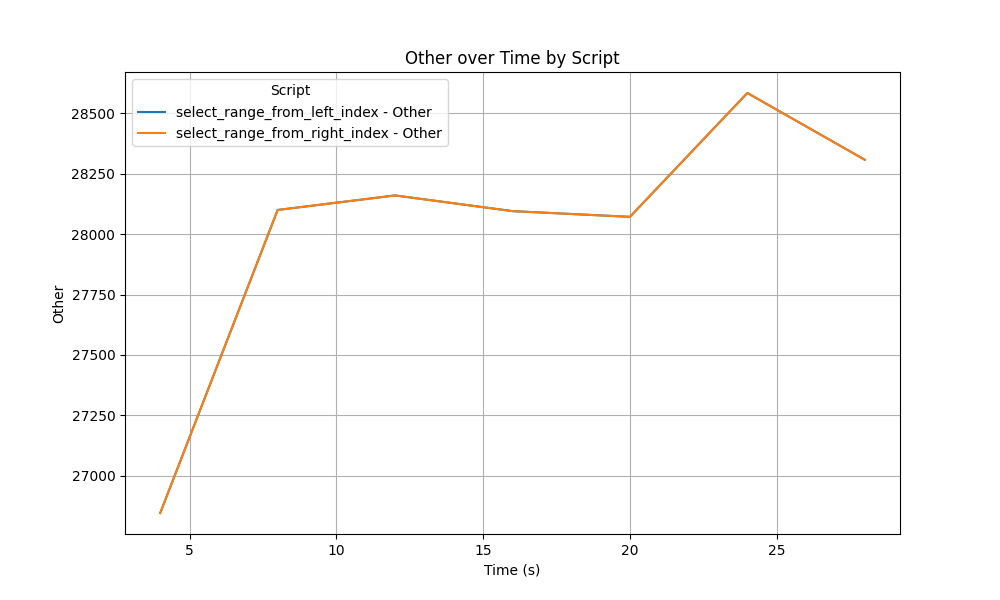 Other over Time by Script
Script
select_range_from_left_index - Other
select_range_from_right_index - Other
28500
28250
28000
27750
27500
27250
27000
Other
5 10 15 20 25
Time (s)